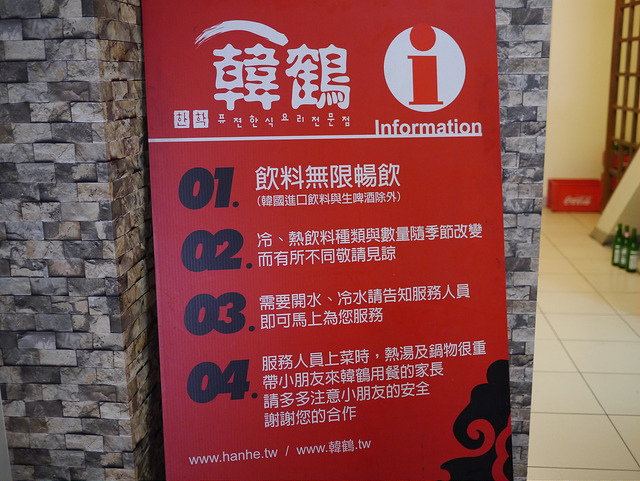 韓鶴
한학 퓨전한식요리전문점
i
Information
01. 飲料無限暢飲
(韓國進口飲料與生啤酒除外)
02. 冷、熱飲料種類與數量隨季節改變
而有所不同敬請見諒
03. 需要開水、冷水請告知服務人員
即可馬上為您服務
04. 服務人員上菜時，熱湯及鍋物很重
帶小朋友來韓鶴用餐的家長
請多多注意小朋友的安全
謝謝您的合作
www.hanhe.tw / www.韓鶴.tw
Coca-Cola